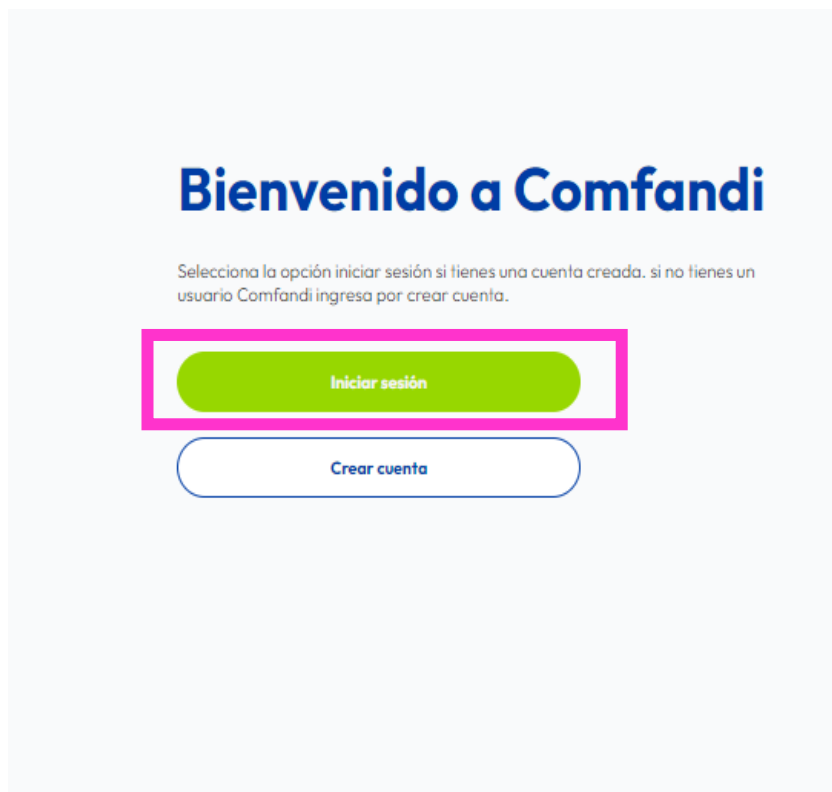 Bienvenido a Comfandi
Selecciona la opción iniciar sesión si tienes una cuenta creada. si no tienes un
usuario Comfandi ingresa por crear cuenta.
Iniciar sesión
Crear cuenta